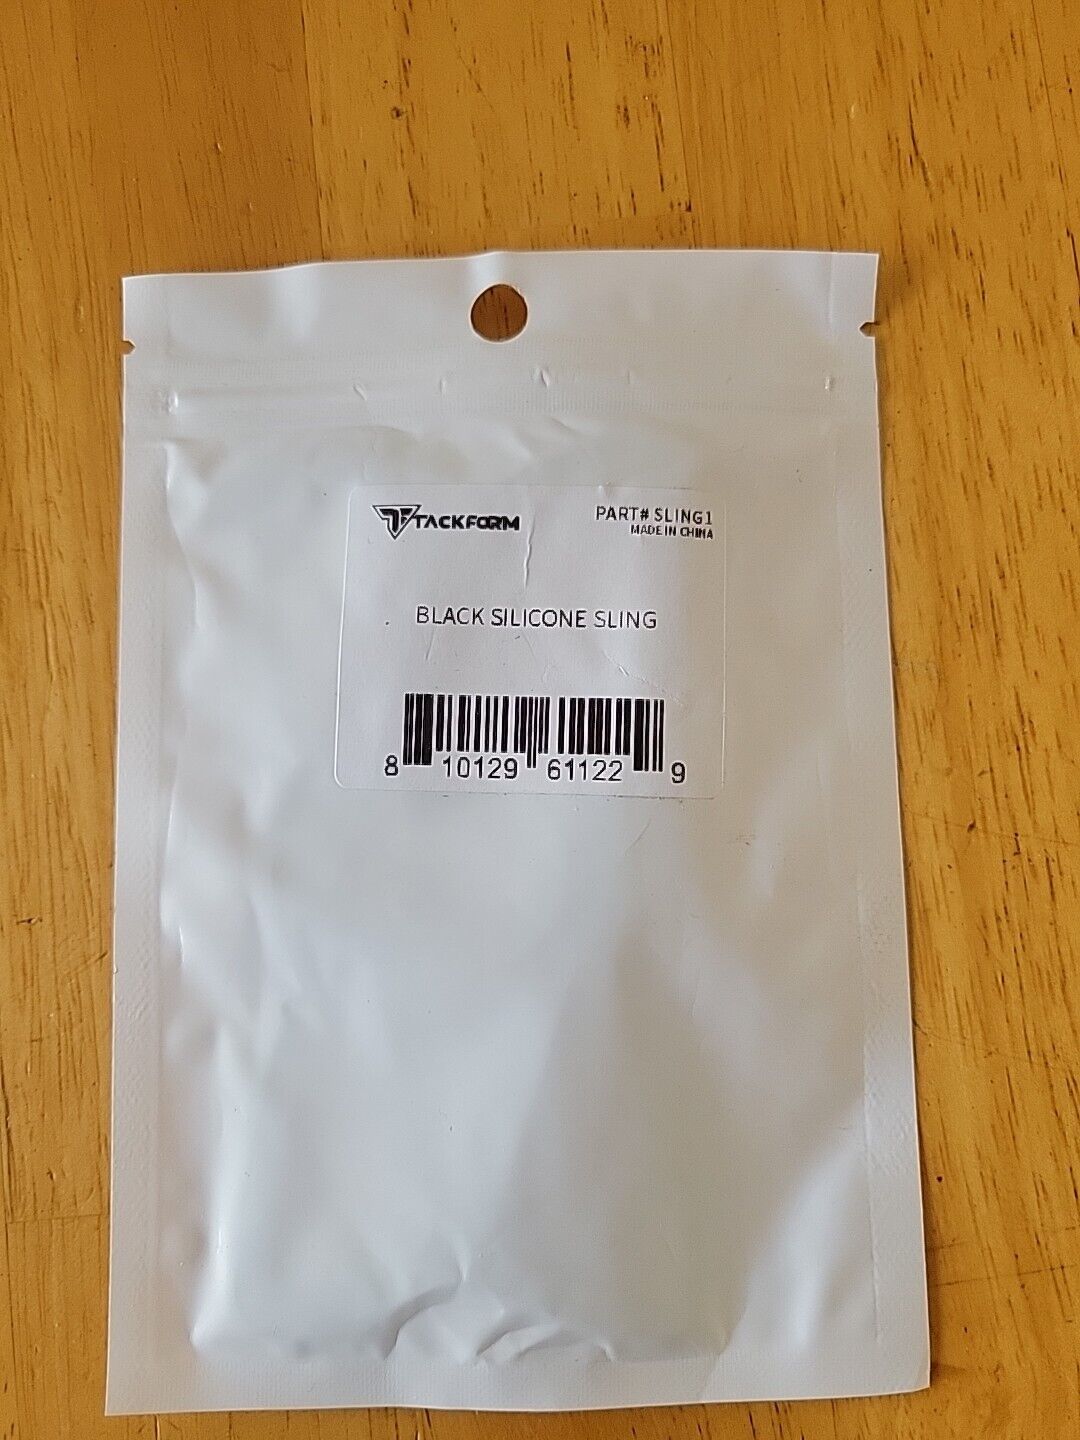 TACKFORM
PART# SLING1
MADE IN CHINA
BLACK SILICONE SLING
8 10129 61122 9